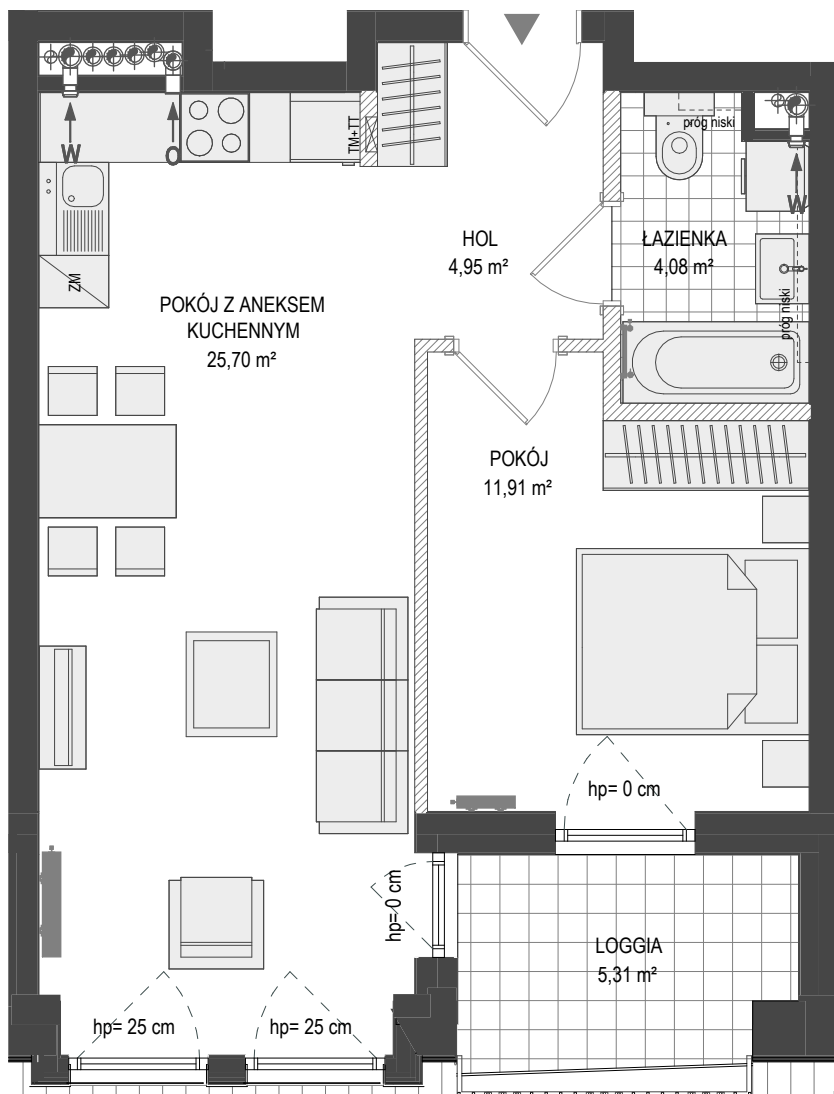 W
O
TM+TT
próg niski
W
HOL
4,95 m²
ŁAZIENKA
4,08 m²
ZM
POKÓJ Z ANEKSEM
KUCHENNYM
25,70 m²
próg niski
POKÓJ
11,91 m²
hp= 0 cm
hp= 0 cm
LOGGIA
5,31 m²
hp= 25 cm
hp= 25 cm